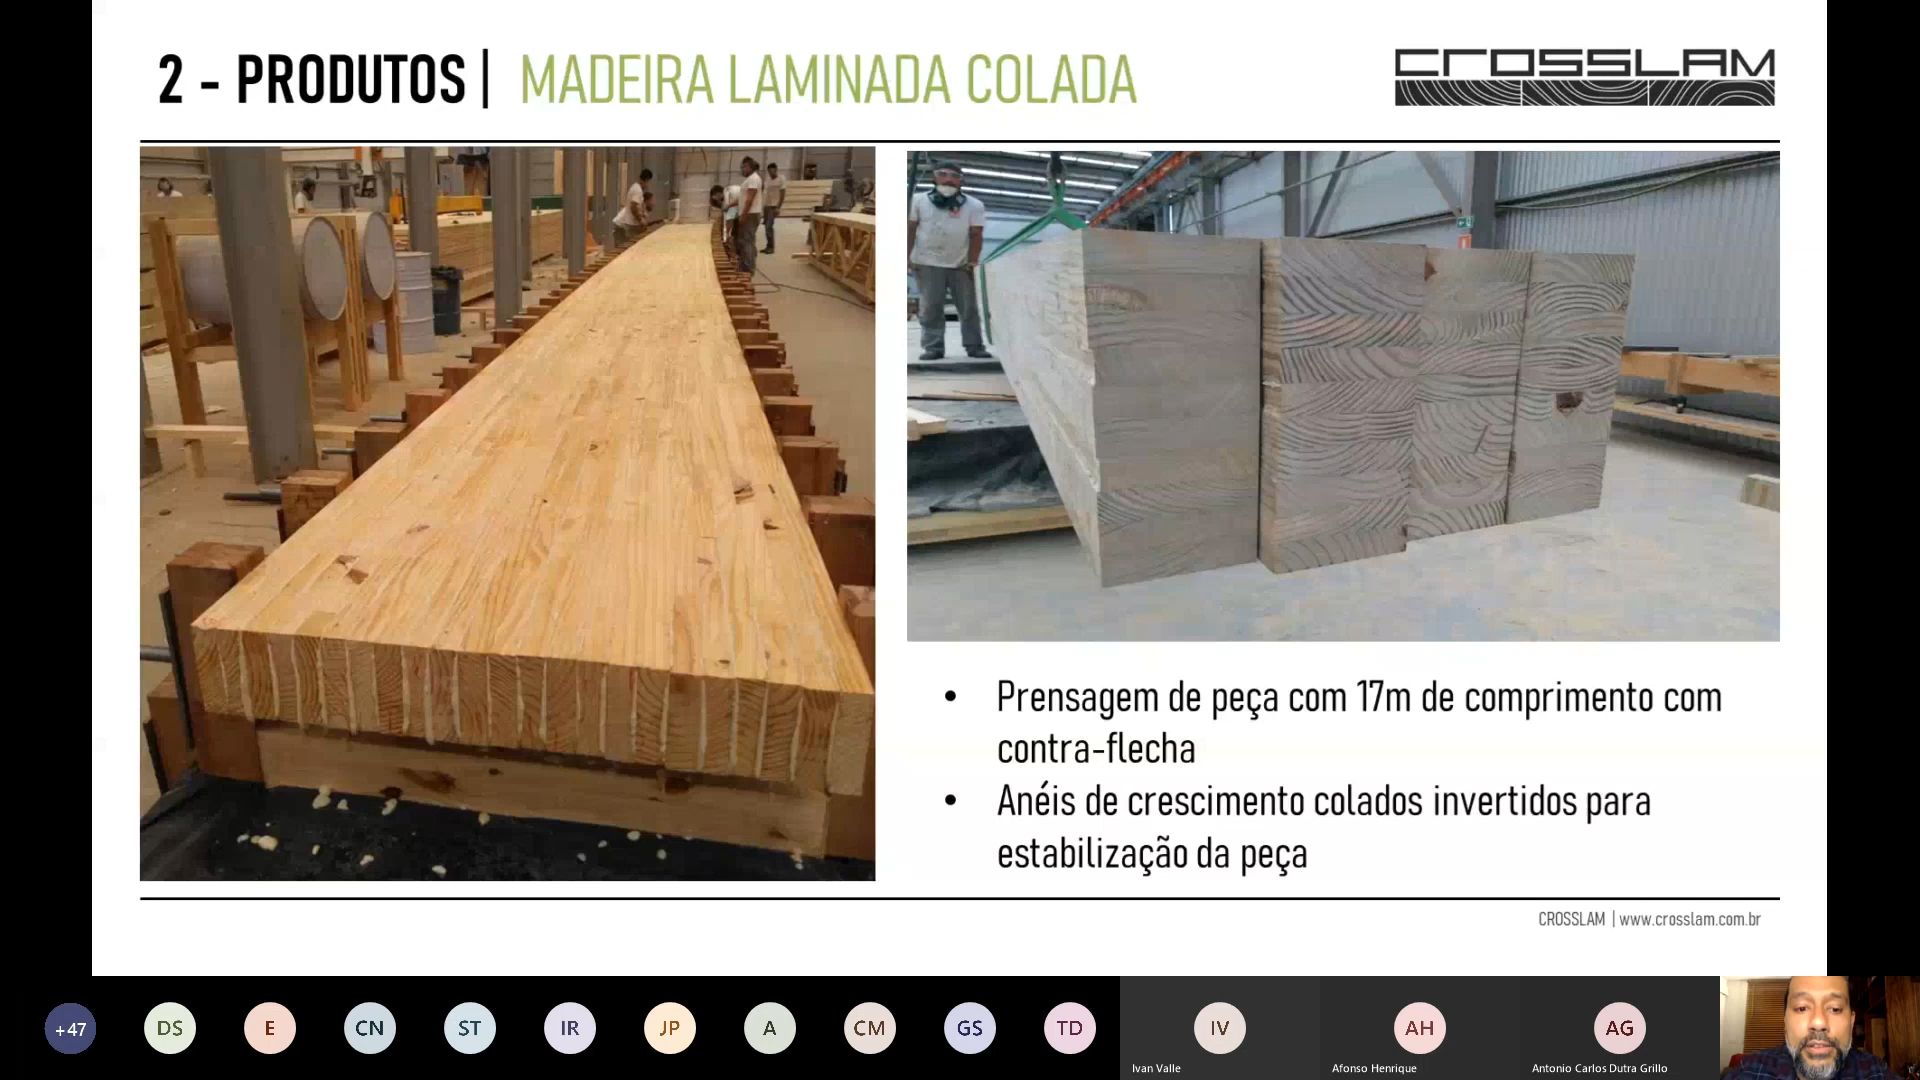 2 - PRODUTOS | MADEIRA LAMINADA COLADA
CROSSLAM
• Prensagem de peça com 17m de comprimento com
contra-flecha
• Anéis de crescimento colados invertidos para
estabilização da peça
CROSSLAM | www.crosslam.com.br
+47
DS
E
CN
ST
IR
JP
A
CM
GS
TD
IV
AH
AG
Ivan Valle
Afonso Henrique
Antonio Carlos Dutra Grillo